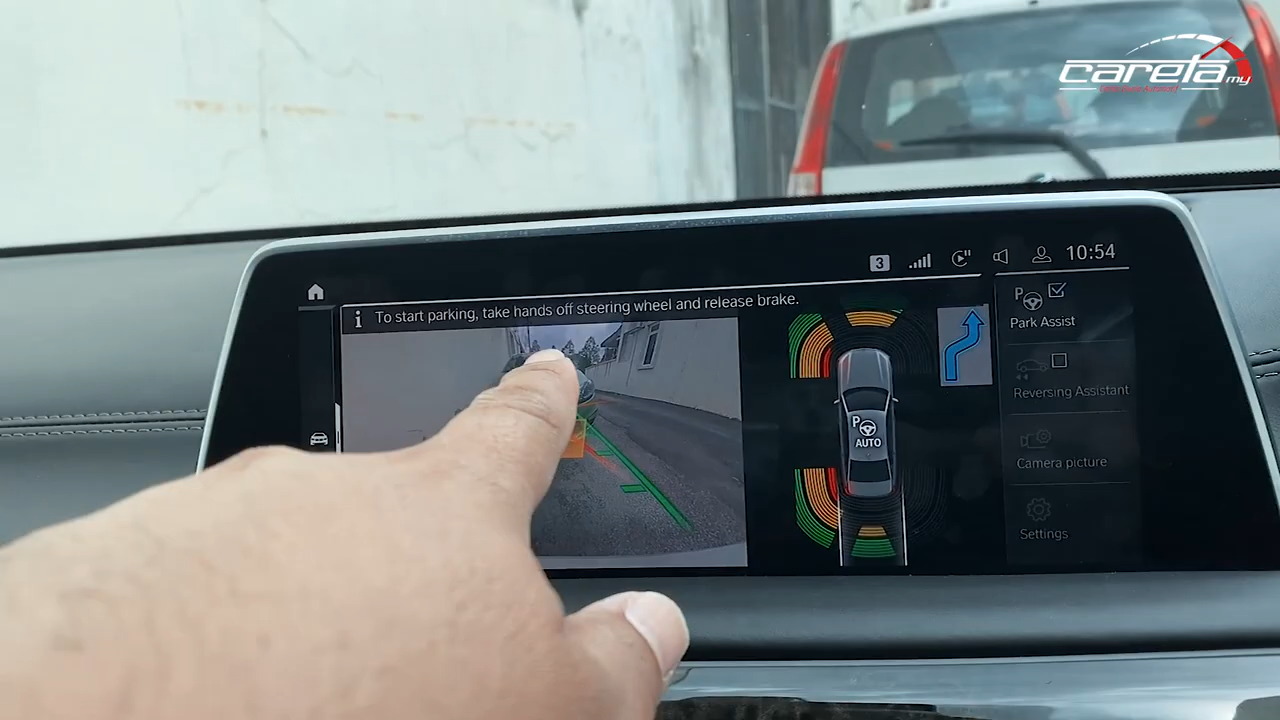 careta
.my
3
10:54
To start parking, take hands off steering wheel and release brake.
P
Park Assist
Reversing Assistant
P
AUTO
Camera picture
Settings